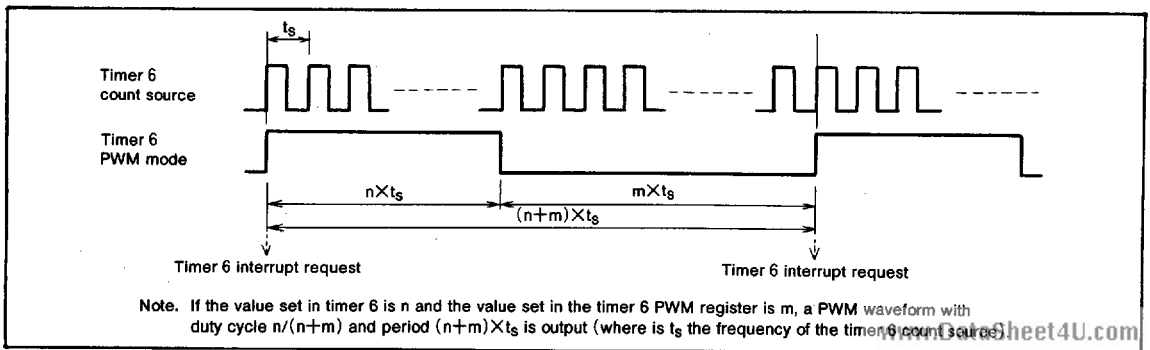 tS
Timer 6
count source
Timer 6
PWM mode
n×tS
m×tS
(n+m)×tS
Timer 6 interrupt request
Timer 6 interrupt request
Note. If the value set in timer 6 is n and the value set in the timer 6 PWM register is m, a PWM waveform with
duty cycle n/(n+m) and period (n+m)×tS is output (where is tS the frequency of the timer 6 count source).
www.DataSheet4U.com